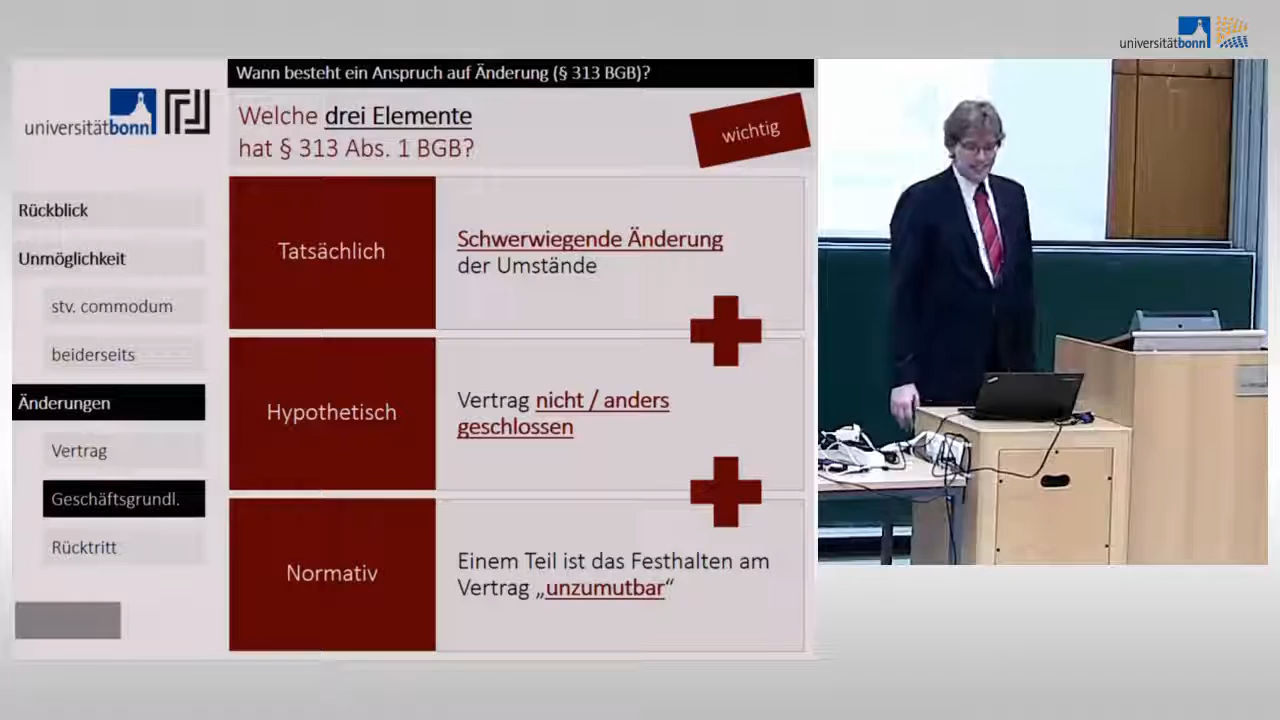 universitätbonn
Wann besteht ein Anspruch auf Änderung (§ 313 BGB)?
universitätbonn
Welche drei Elemente
hat § 313 Abs. 1 BGB?
wichtig
Rückblick
Unmöglichkeit
stv. commodum
beiderseits
Änderungen
Vertrag
Geschäftsgrundl.
Rücktritt
Tatsächlich
Schwerwiegende Änderung
der Umstände
Hypothetisch
Vertrag nicht / anders
geschlossen
Normativ
Einem Teil ist das Festhalten am
Vertrag „unzumutbar“